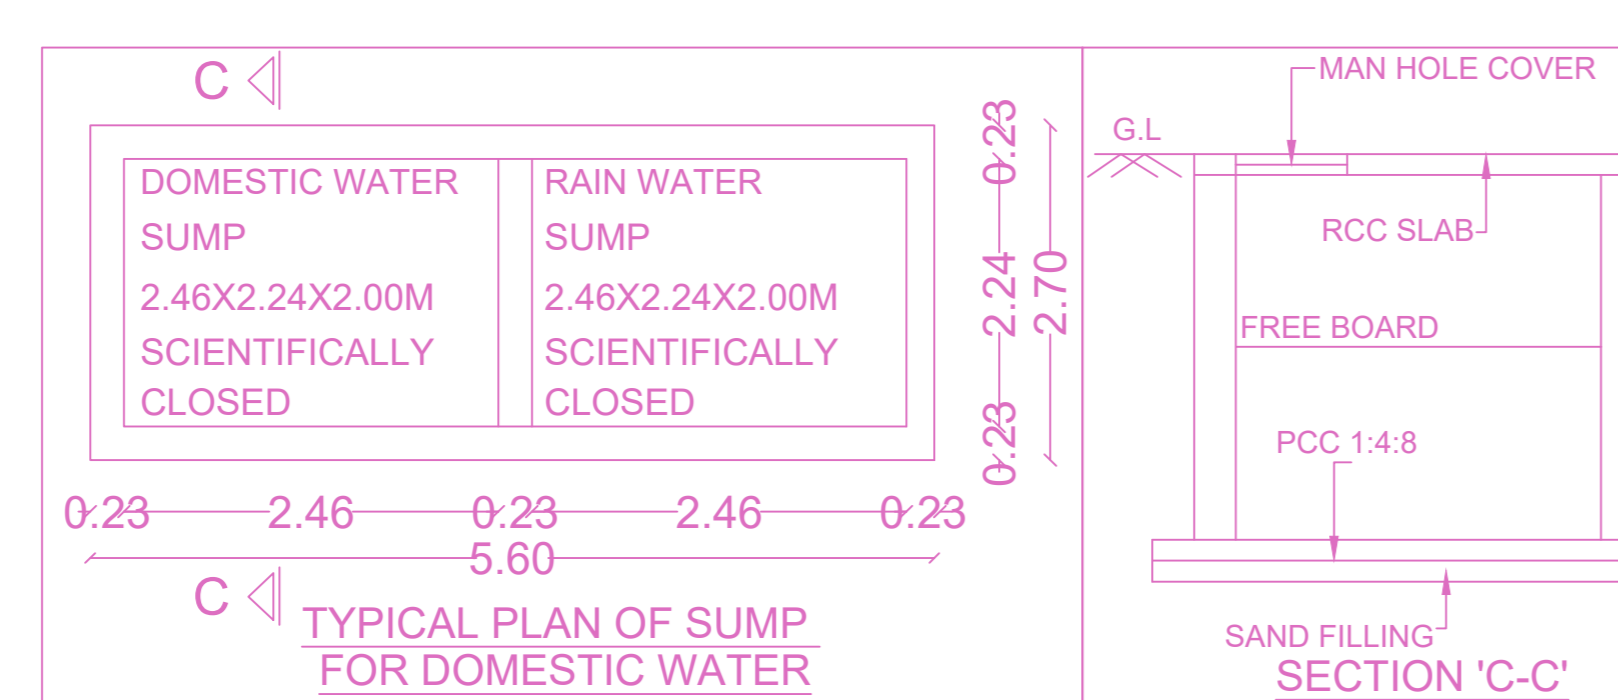 C
DOMESTIC WATER
SUMP
2.46X2.24X2.00M
SCIENTIFICALLY
CLOSED
RAIN WATER
SUMP
2.46X2.24X2.00M
SCIENTIFICALLY
CLOSED
0.23
2.24
0.23
2.70
0.23 2.46 0.23 2.46 0.23
5.60
C
TYPICAL PLAN OF SUMP
FOR DOMESTIC WATER
MAN HOLE COVER
G.L
RCC SLAB
FREE BOARD
PCC 1:4:8
SAND FILLING
SECTION 'C-C'